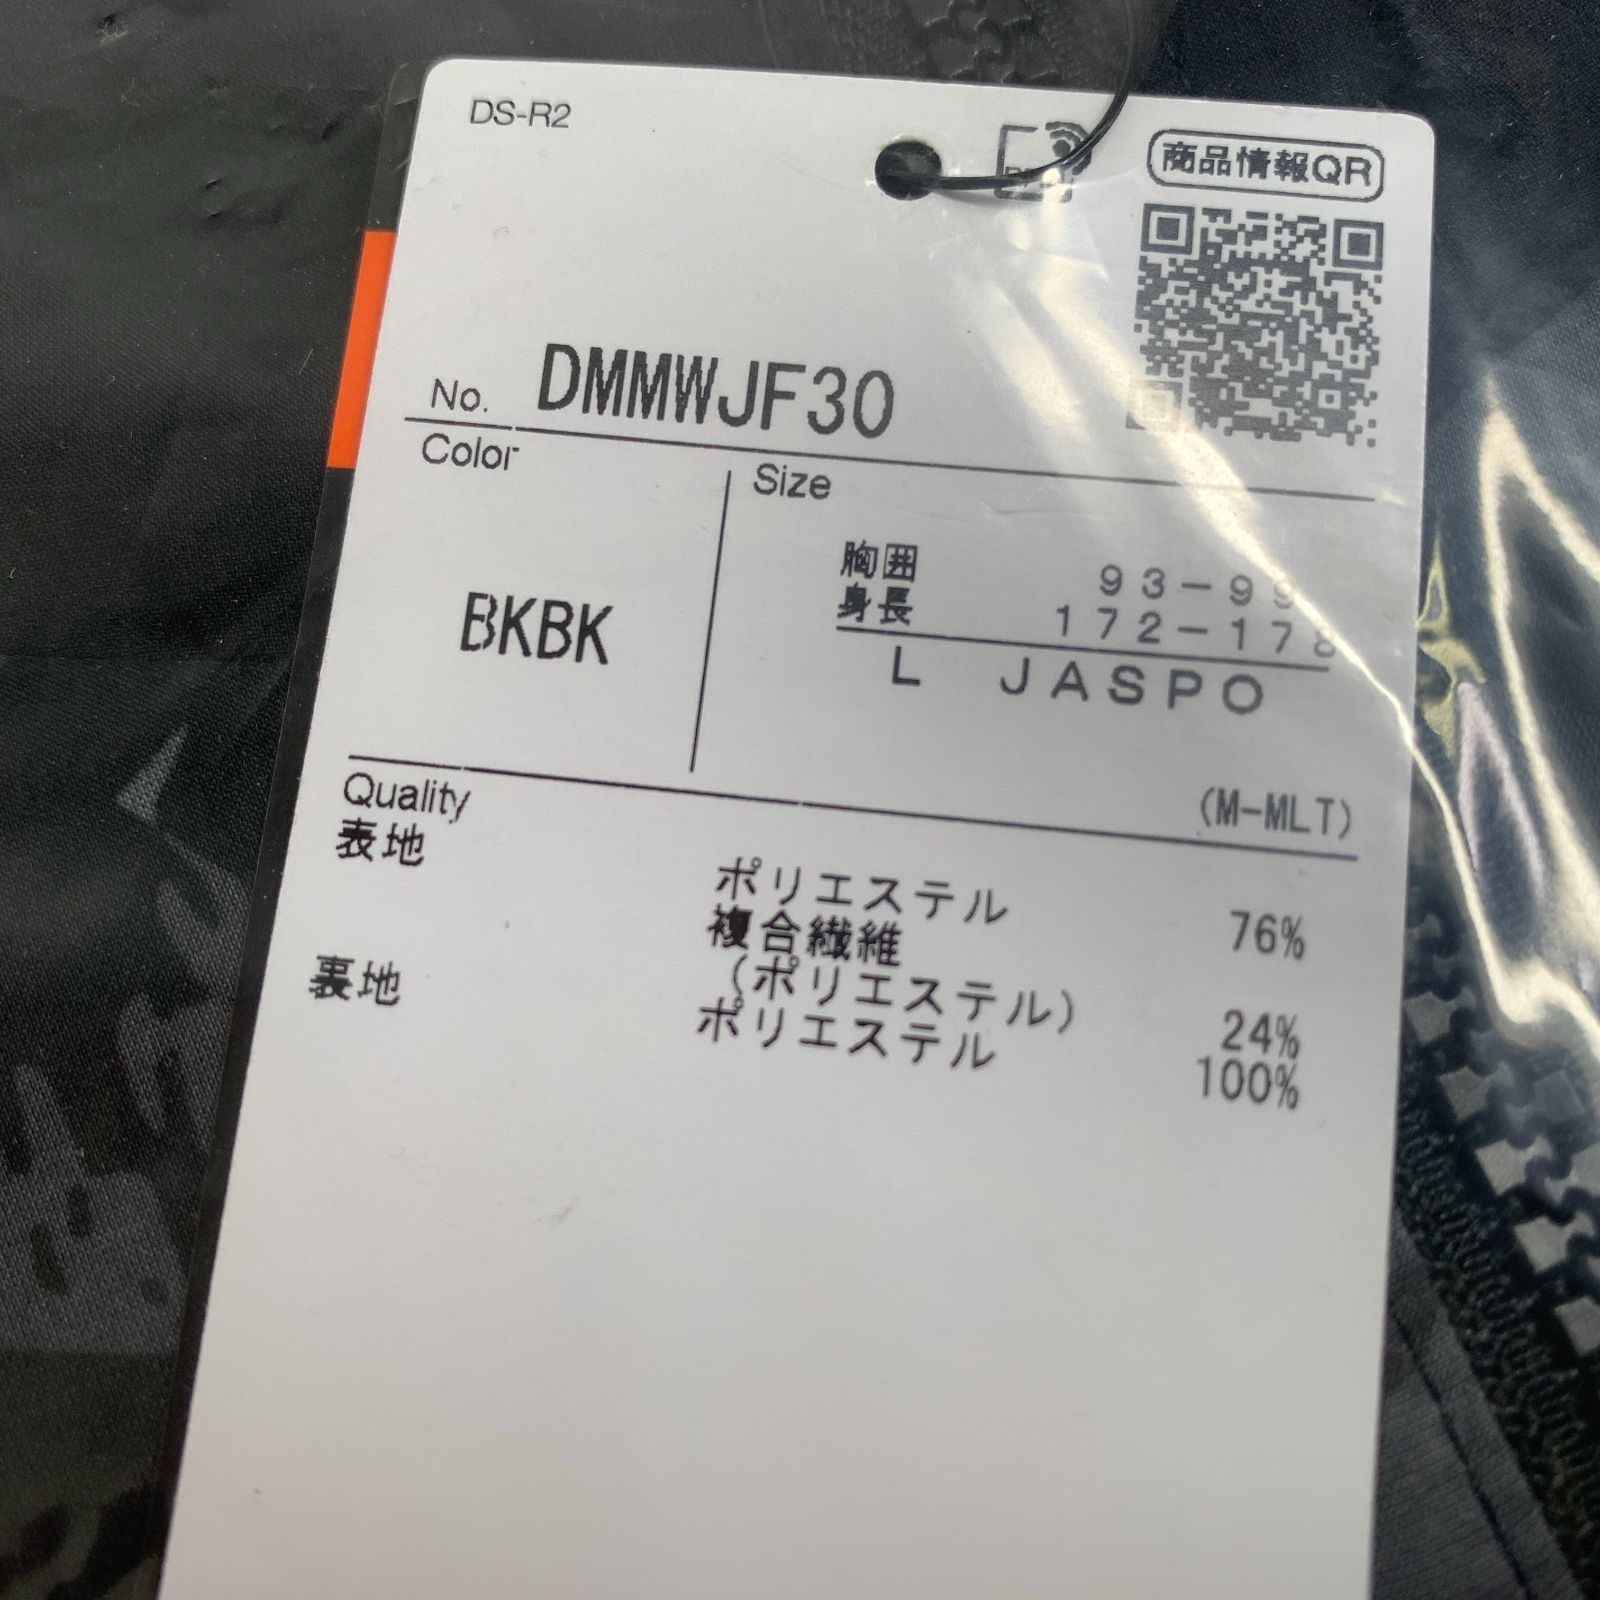 DS-R2
商品情報QR
No. DMMWJF30
Color
Size
BKBK
胸囲 93-99
身長 172-178
L JASPO
(M-MLT)
Quality
表地 ポリエステル 76%
複合繊維
(ポリエステル) 24%
裏地 ポリエステル 100%